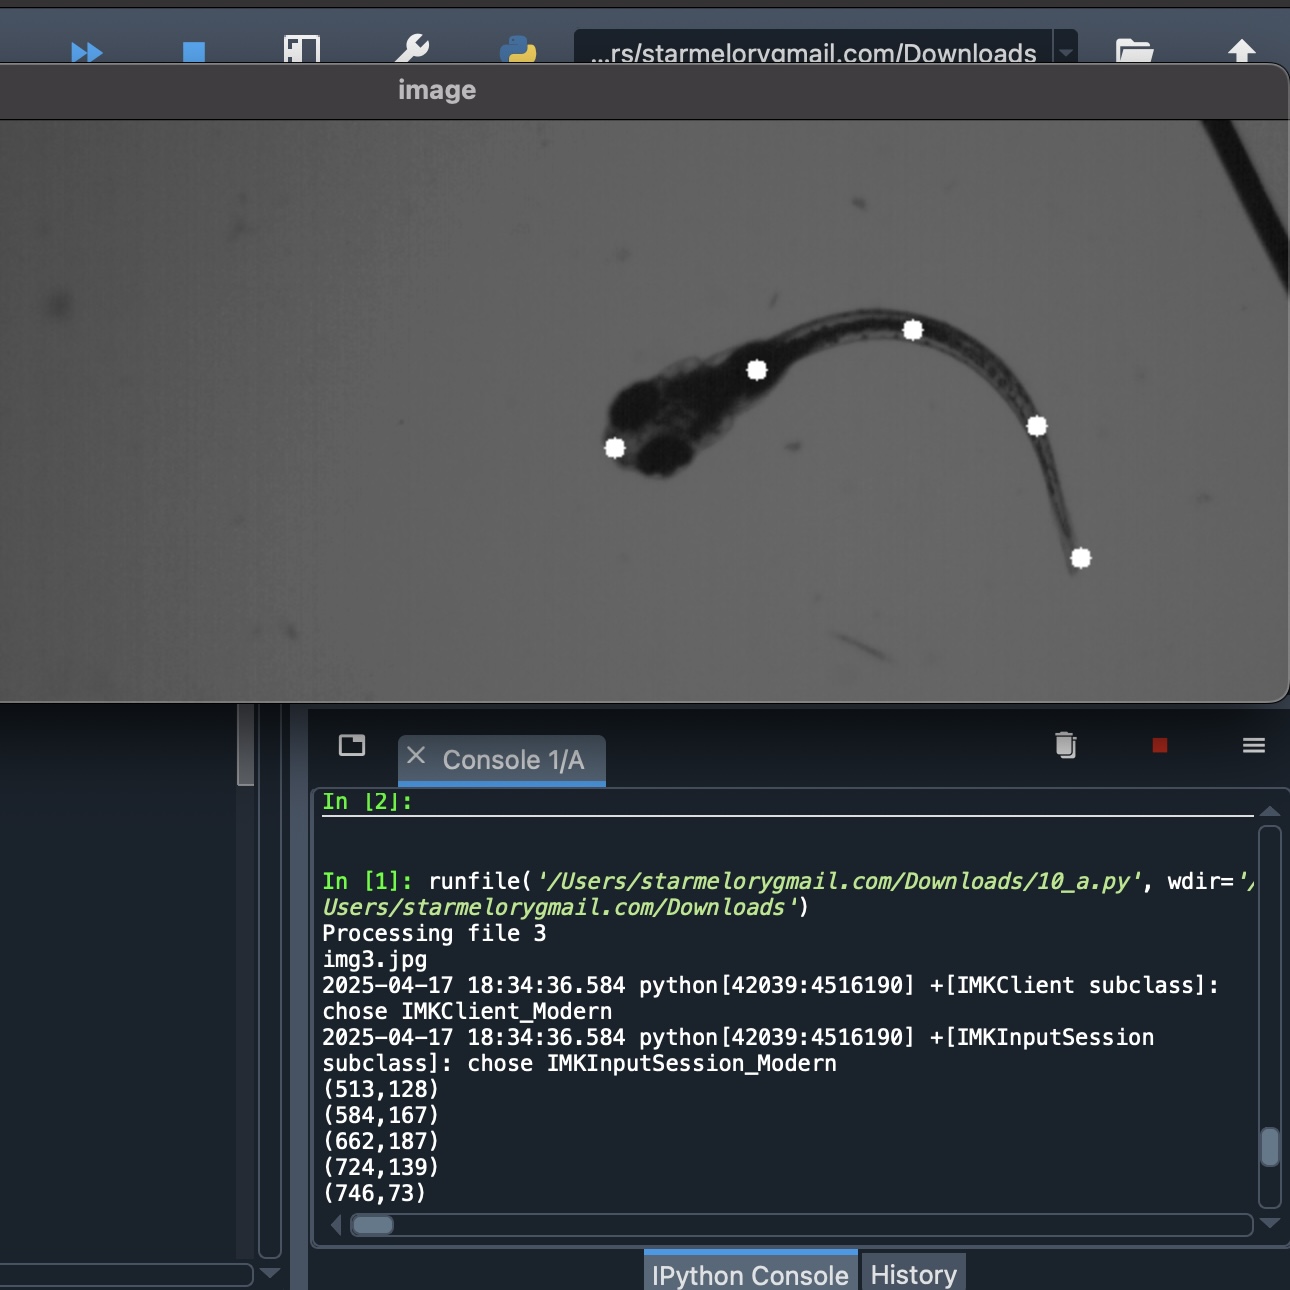 ...rs/starmelorygmail.com/Downloads
image
Console 1/A
In [2]:
In [1]: runfile('/Users/starmelorygmail.com/Downloads/10_a.py', wdir='/
Users/starmelorygmail.com/Downloads')
Processing file 3
img3.jpg
2025-04-17 18:34:36.584 python[42039:4516190] +[IMKClient subclass]:
chose IMKClient_Modern
2025-04-17 18:34:36.584 python[42039:4516190] +[IMKInputSession
subclass]: chose IMKInputSession_Modern
(513,128)
(584,167)
(662,187)
(724,139)
(746,73)
IPython Console
History